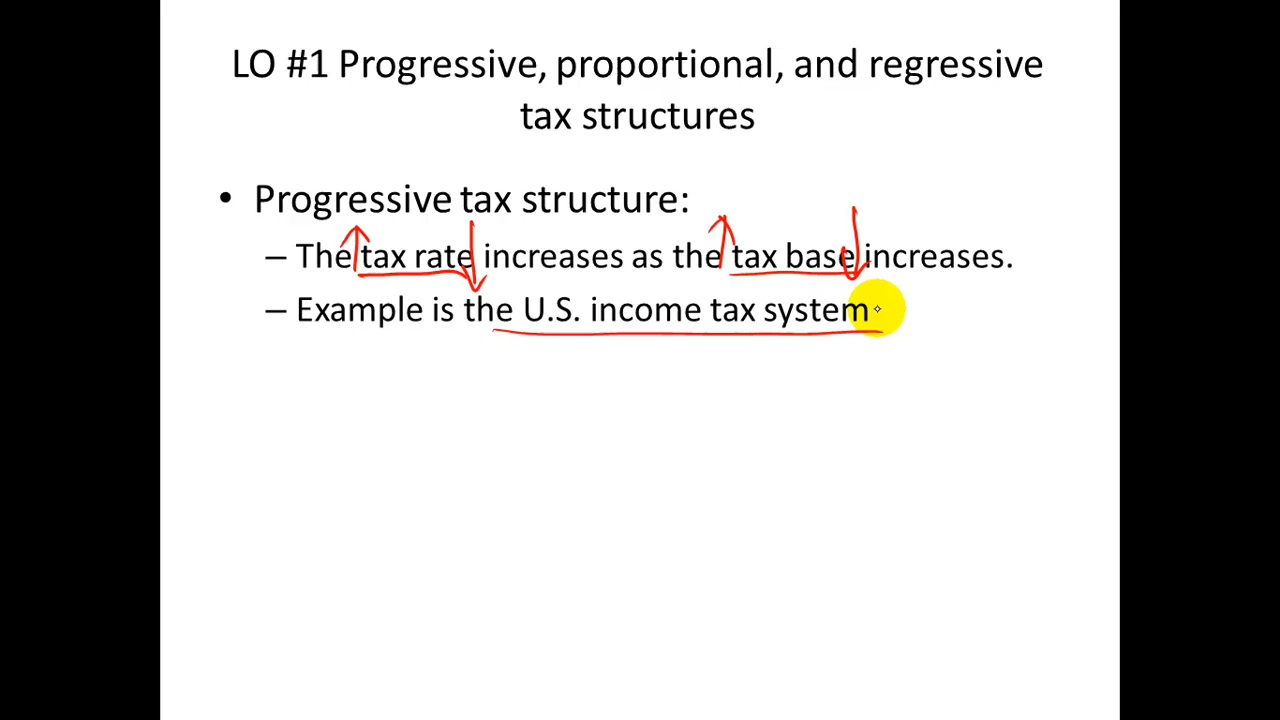 LO #1 Progressive, proportional, and regressive
tax structures
• Progressive tax structure:
– The tax rate increases as the tax base increases.
– Example is the U.S. income tax system